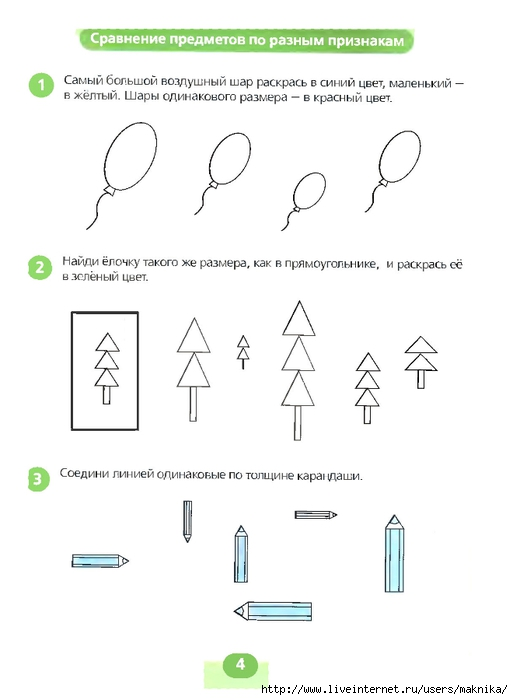 Сравнение предметов по разным признакам
1 Самый большой воздушный шар раскрась в синий цвет, маленький —
в жёлтый. Шары одинакового размера — в красный цвет.
2 Найди ёлочку такого же размера, как в прямоугольнике, и раскрась её
в зелёный цвет.
3 Соедини линией одинаковые по толщине карандаши.
4
http://www.liveinternet.ru/users/maknika/